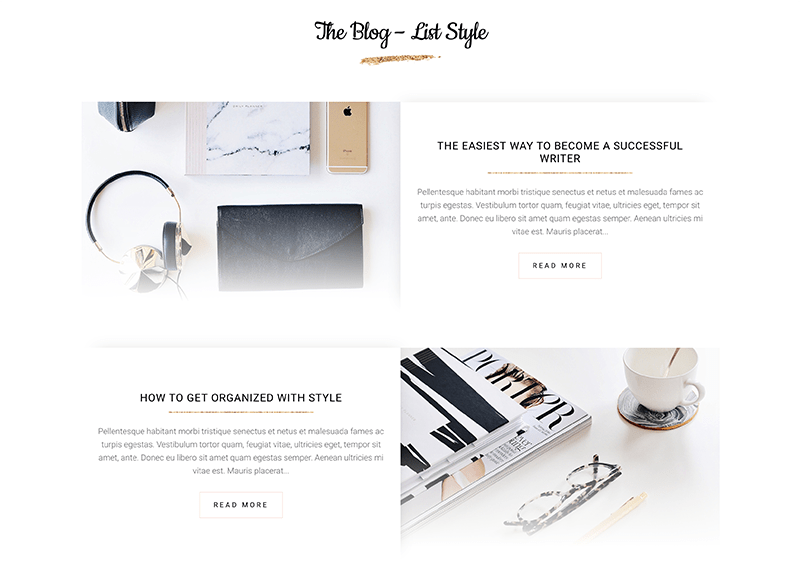 The Blog – List Style
THE EASIEST WAY TO BECOME A SUCCESSFUL
WRITER
Pellentesque habitant morbi tristique senectus et netus et malesuada fames ac
turpis egestas. Vestibulum tortor quam, feugiat vitae, ultricies eget, tempor sit
amet, ante. Donec eu libero sit amet quam egestas semper. Aenean ultricies mi
vitae est. Mauris placerat...
READ MORE
HOW TO GET ORGANIZED WITH STYLE
Pellentesque habitant morbi tristique senectus et netus et malesuada fames ac
turpis egestas. Vestibulum tortor quam, feugiat vitae, ultricies eget, tempor sit
amet, ante. Donec eu libero sit amet quam egestas semper. Aenean ultricies mi
vitae est. Mauris placerat...
READ MORE
PORTER